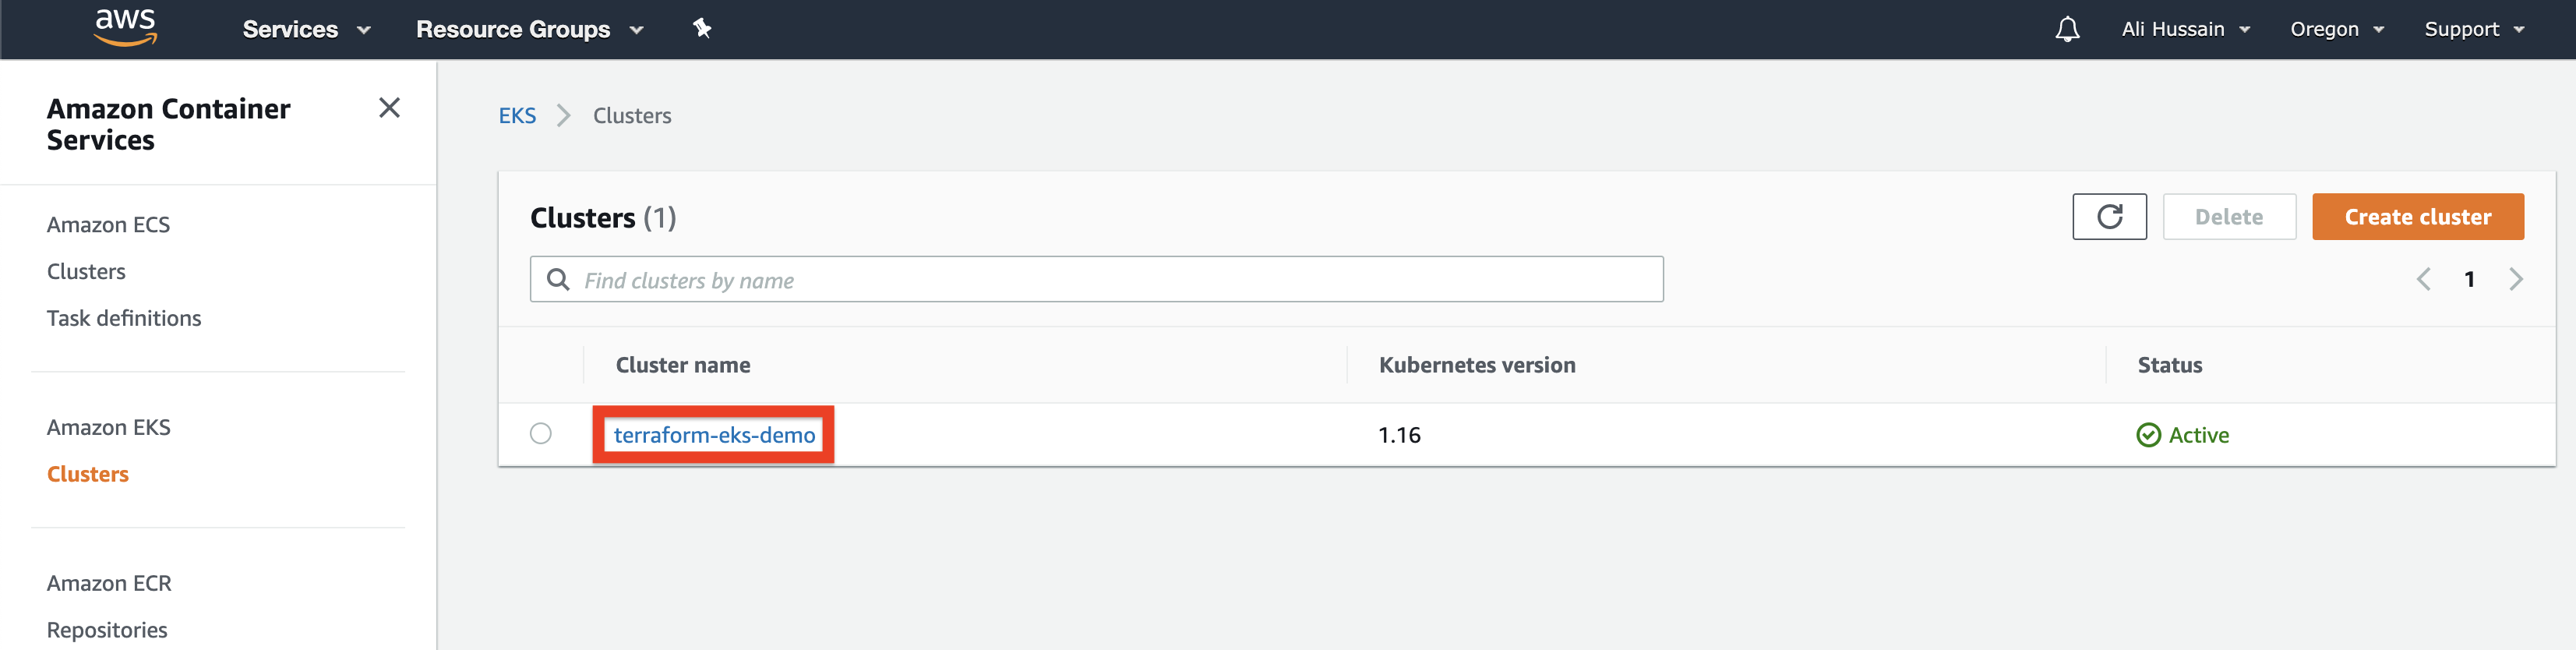 aws Services Resource Groups Ali Hussain Oregon Support
Amazon Container
Services
Amazon ECS
Clusters
Task definitions
Amazon EKS
Clusters
Amazon ECR
Repositories
EKS Clusters
Clusters (1)
Delete
Create cluster
Find clusters by name
1
Cluster name Kubernetes version Status
terraform-eks-demo 1.16 Active